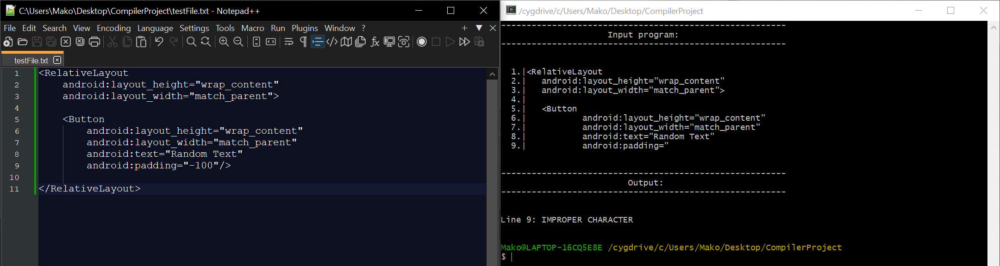 C:\Users\Mako\Desktop\CompilerProject\testFile.txt - Notepad++
File Edit Search View Encoding Language Settings Tools Macro Run Plugins Window ?
testFile.txt
1 <RelativeLayout
2     android:layout_height="wrap_content"
3     android:layout_width="match_parent">
4
5     <Button
6         android:layout_height="wrap_content"
7         android:layout_width="match_parent"
8         android:text="Random Text"
9         android:padding="-100"/>
10
11 </RelativeLayout>
/cygdrive/c/Users/Mako/Desktop/CompilerProject
--------------------------------------------------------
Input program:
--------------------------------------------------------
1.|<RelativeLayout
2.|   android:layout_height="wrap_content"
3.|   android:layout_width="match_parent">
4.|
5.|   <Button
6.|           android:layout_height="wrap_content"
7.|           android:layout_width="match_parent"
8.|           android:text="Random Text"
9.|           android:padding="
--------------------------------------------------------
Output:
--------------------------------------------------------
Line 9: IMPROPER CHARACTER
Mako@LAPTOP-16CQ5E8E /cygdrive/c/Users/Mako/Desktop/CompilerProject
$